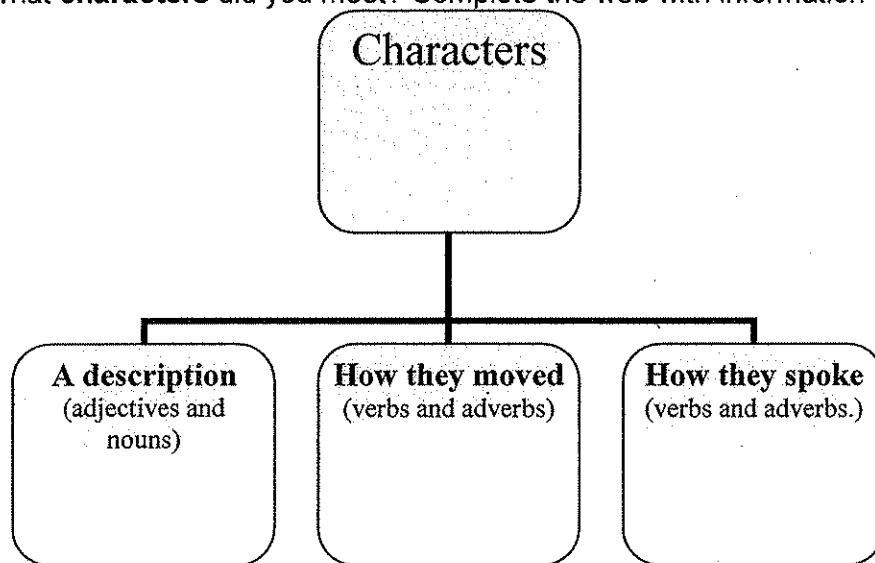 What characters did you meet? Complete the web with information
Characters
A description
(adjectives and
nouns)
How they moved
(verbs and adverbs)
How they spoke
(verbs and adverbs.)